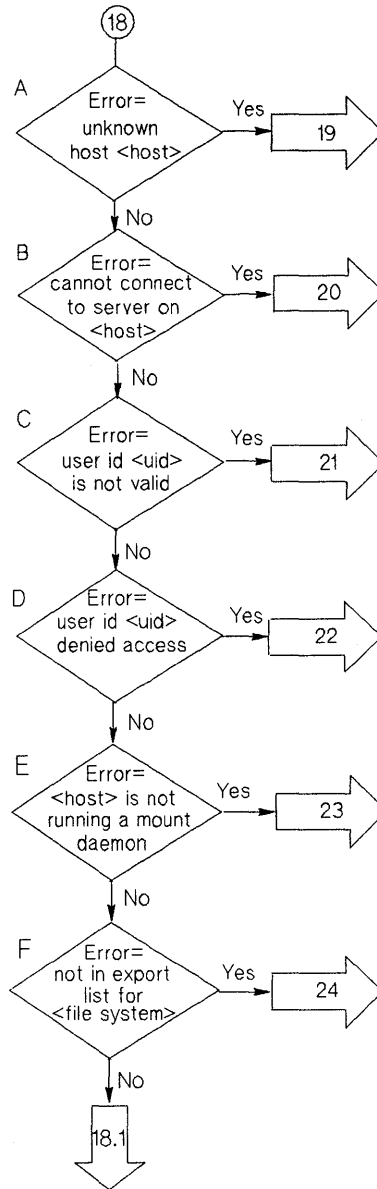 18
A
Error=
unknown
host <host>
Yes
19
No
B
Error=
cannot connect
to server on
<host>
Yes
20
No
C
Error=
user id <uid>
is not valid
Yes
21
No
D
Error=
user id <uid>
denied access
Yes
22
No
E
Error=
<host> is not
running a mount
daemon
Yes
23
No
F
Error=
not in export
list for
<file system>
Yes
24
No
18.1